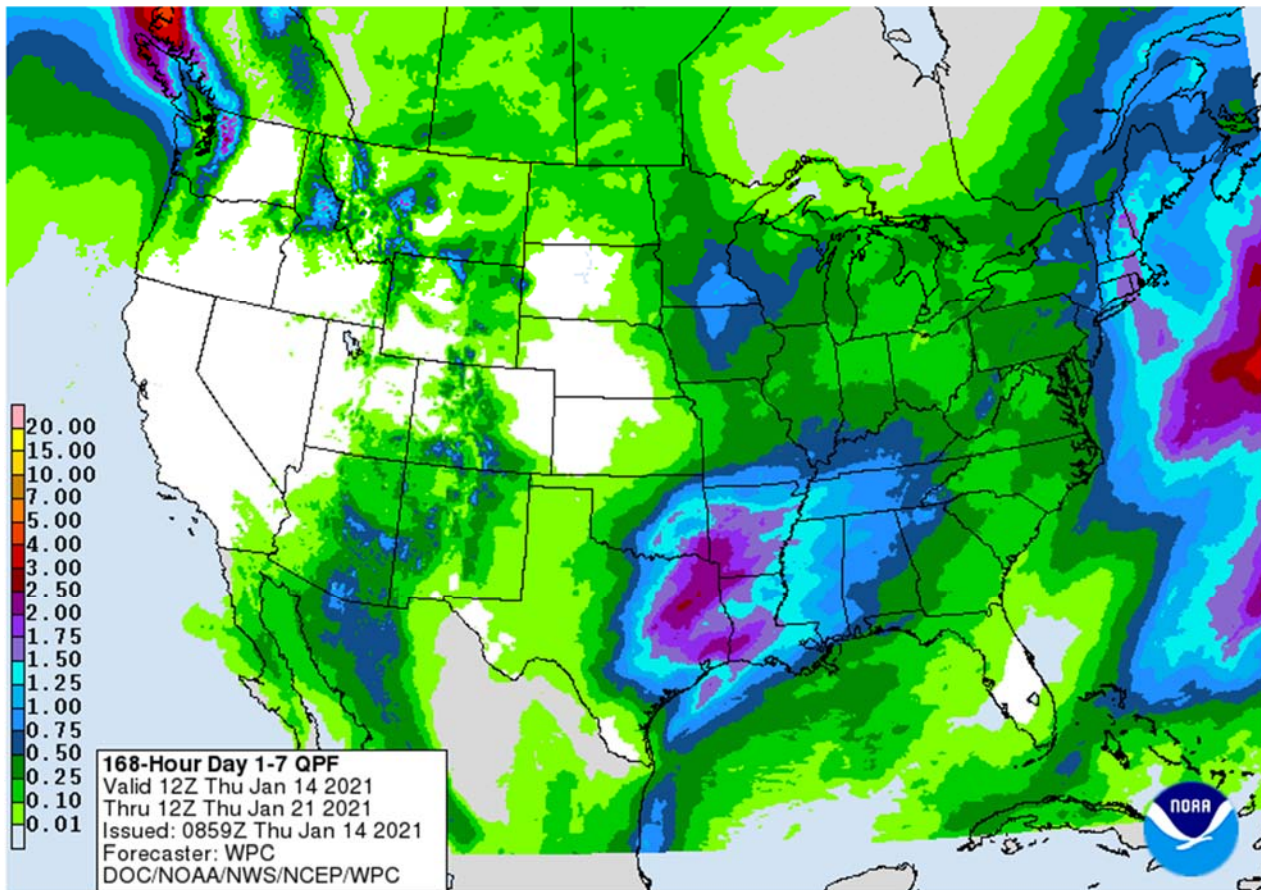 20.00
15.00
10.00
7.00
5.00
4.00
3.00
2.50
2.00
1.75
1.50
1.25
1.00
0.75
0.50
0.25
0.10
0.01
168-Hour Day 1-7 QPF
Valid 12Z Thu Jan 14 2021
Thru 12Z Thu Jan 21 2021
Issued: 0859Z Thu Jan 14 2021
Forecaster: WPC
DOC/NOAA/NWS/NCEP/WPC
NOAA